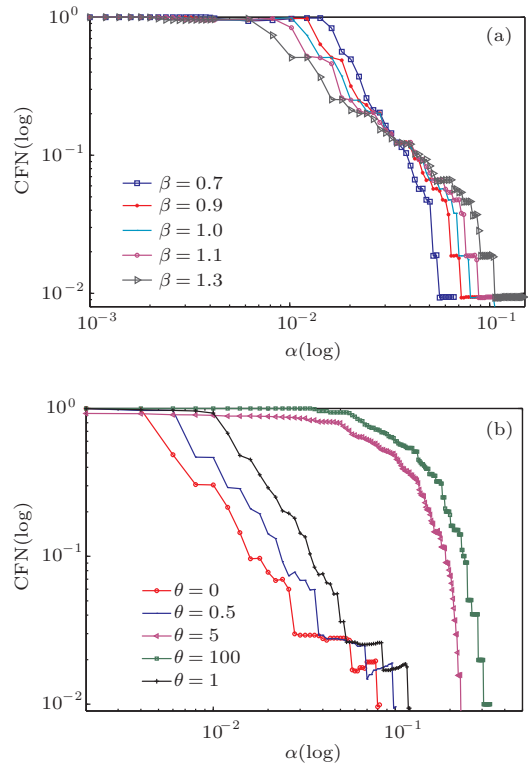 (a)
CFN(log)
10^0
10^{-1}
10^{-2}
β = 0.7
β = 0.9
β = 1.0
β = 1.1
β = 1.3
10^{-3}
10^{-2}
10^{-1}
α(log)
(b)
CFN(log)
10^0
10^{-1}
10^{-2}
θ = 0
θ = 0.5
θ = 5
θ = 100
θ = 1
10^{-2}
10^{-1}
α(log)